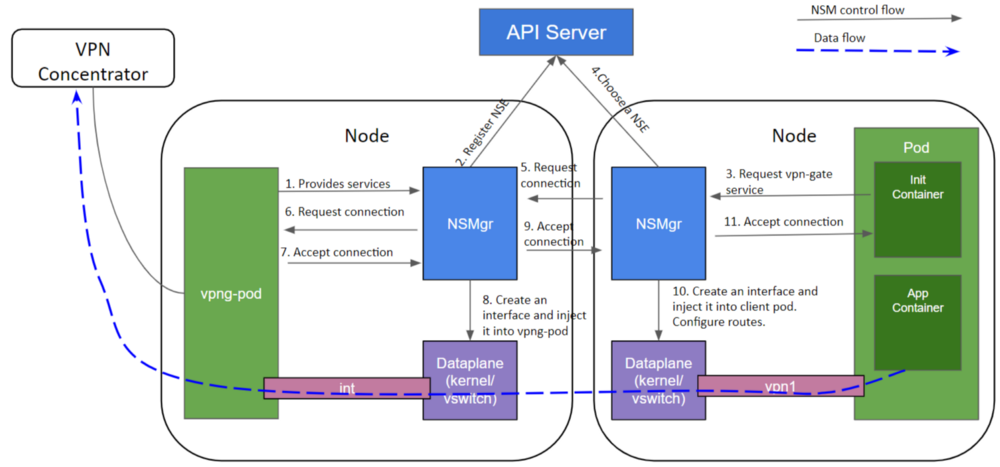 NSM control flow
Data flow
API Server
VPN
Concentrator
2. Register NSE
4.Choose a NSE
Node
Node
Pod
Init
Container
1. Provides services
5. Request
connection
3. Request vpn-gate
service
6. Request connection
NSMgr
9. Accept
connection
NSMgr
11. Accept connection
7. Accept connection
vpng-pod
8. Create an
interface and inject
it into vpng-pod
10. Create an interface and
inject it into client pod.
Configure routes.
App
Container
Dataplane
(kernel/
vswitch)
Dataplane
(kernel/
vswitch)
int
vpn1